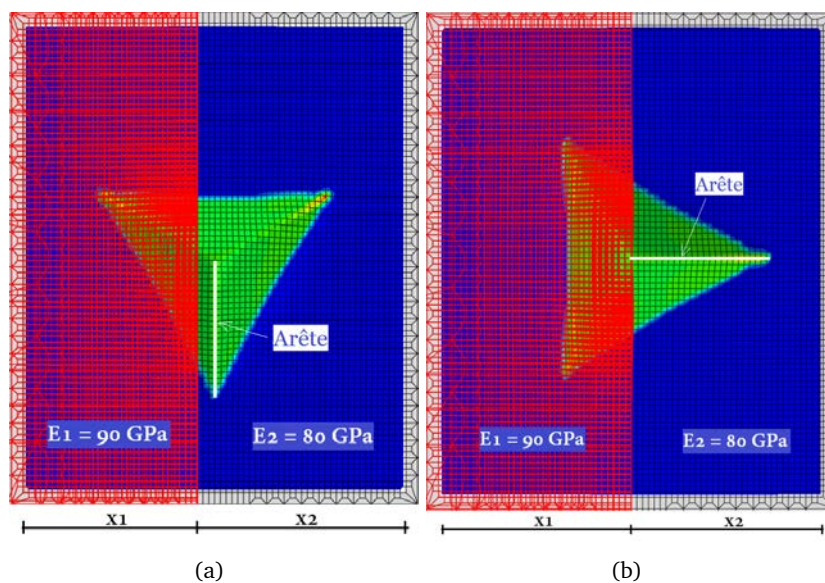 Arête
Arête
E1 = 90 GPa
E2 = 80 GPa
E1 = 90 GPa
E2 = 80 GPa
x1
x2
x1
x2
(a)
(b)